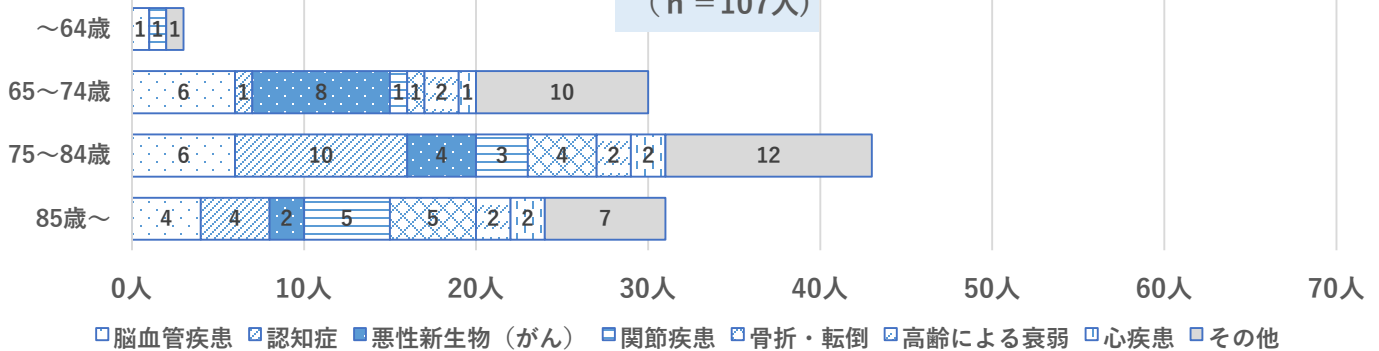 （ｎ＝107人）
～64歳 1 1 1
65～74歳 6 1 8 1 1 2 1 10
75～84歳 6 10 4 3 4 2 2 12
85歳～ 4 4 2 5 5 2 2 7
0人 10人 20人 30人 40人 50人 60人 70人
脳血管疾患 認知症 悪性新生物（がん） 関節疾患 骨折・転倒 高齢による衰弱 心疾患 その他